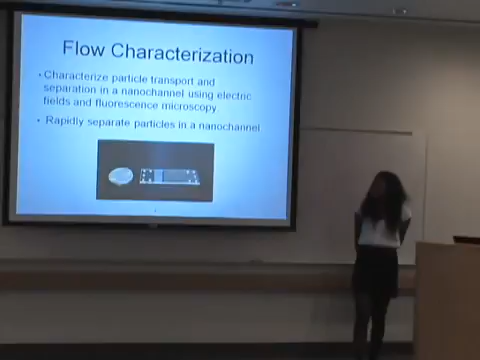 Flow Characterization
• Characterize particle transport and
separation in a nanochannel using electric
fields and fluorescence microscopy.
• Rapidly separate particles in a nanochannel